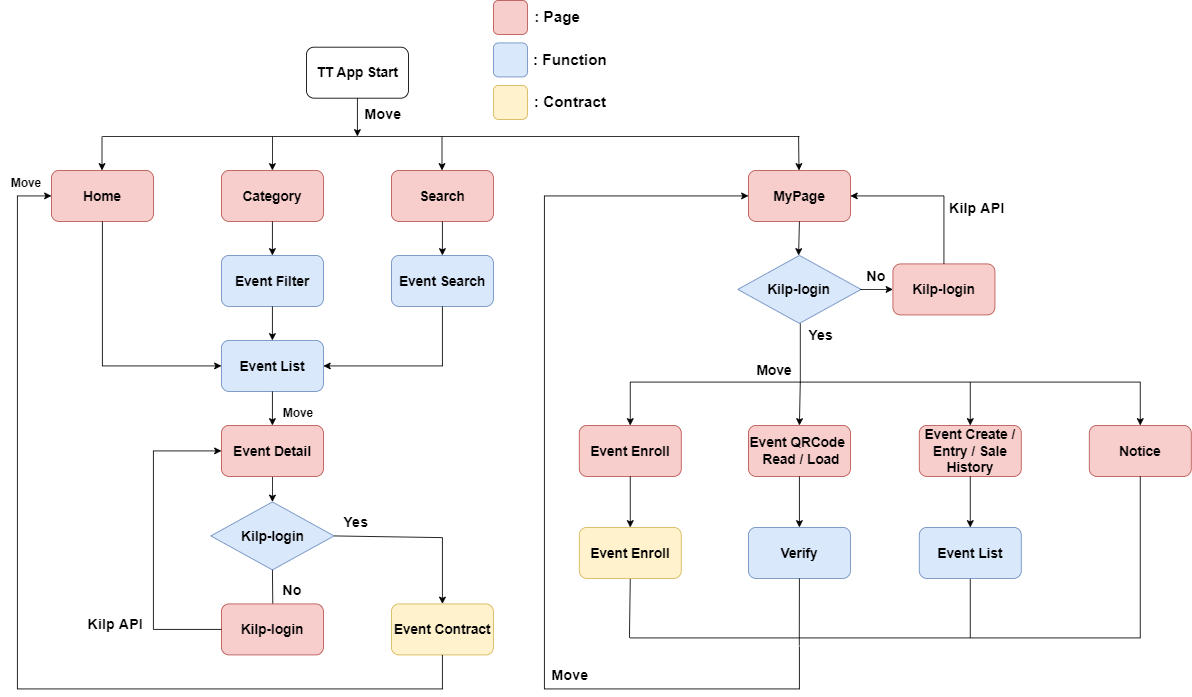 : Page
: Function
: Contract
TT App Start
Move
Move
Home
Category
Search
MyPage
Kilp API
Event Filter
Event Search
Kilp-login
No
Kilp-login
Yes
Event List
Move
Move
Event Detail
Event Enroll
Event QRCode
Read / Load
Event Create /
Entry / Sale
History
Notice
Kilp-login
Yes
Event Enroll
Verify
Event List
No
Kilp API
Kilp-login
Event Contract
Move